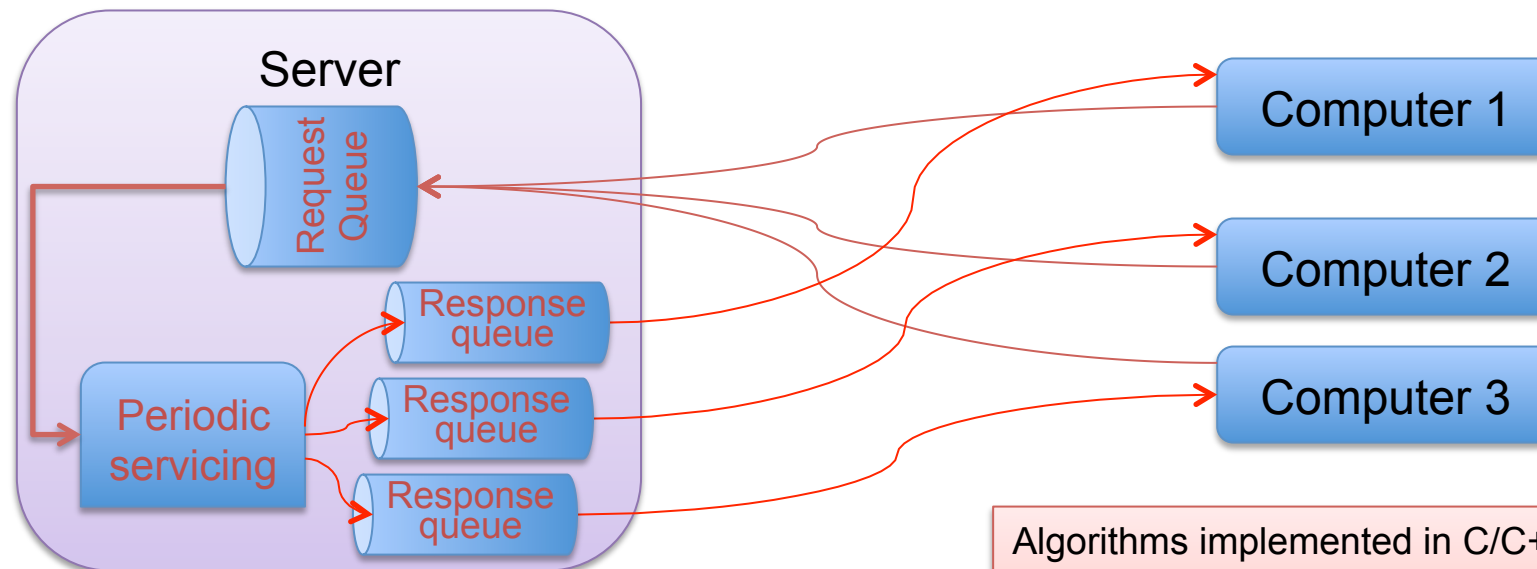 Server
Request
Queue
Response
queue
Response
queue
Response
queue
Periodic
servicing
Computer 1
Computer 2
Computer 3
Algorithms implemented in C/C+